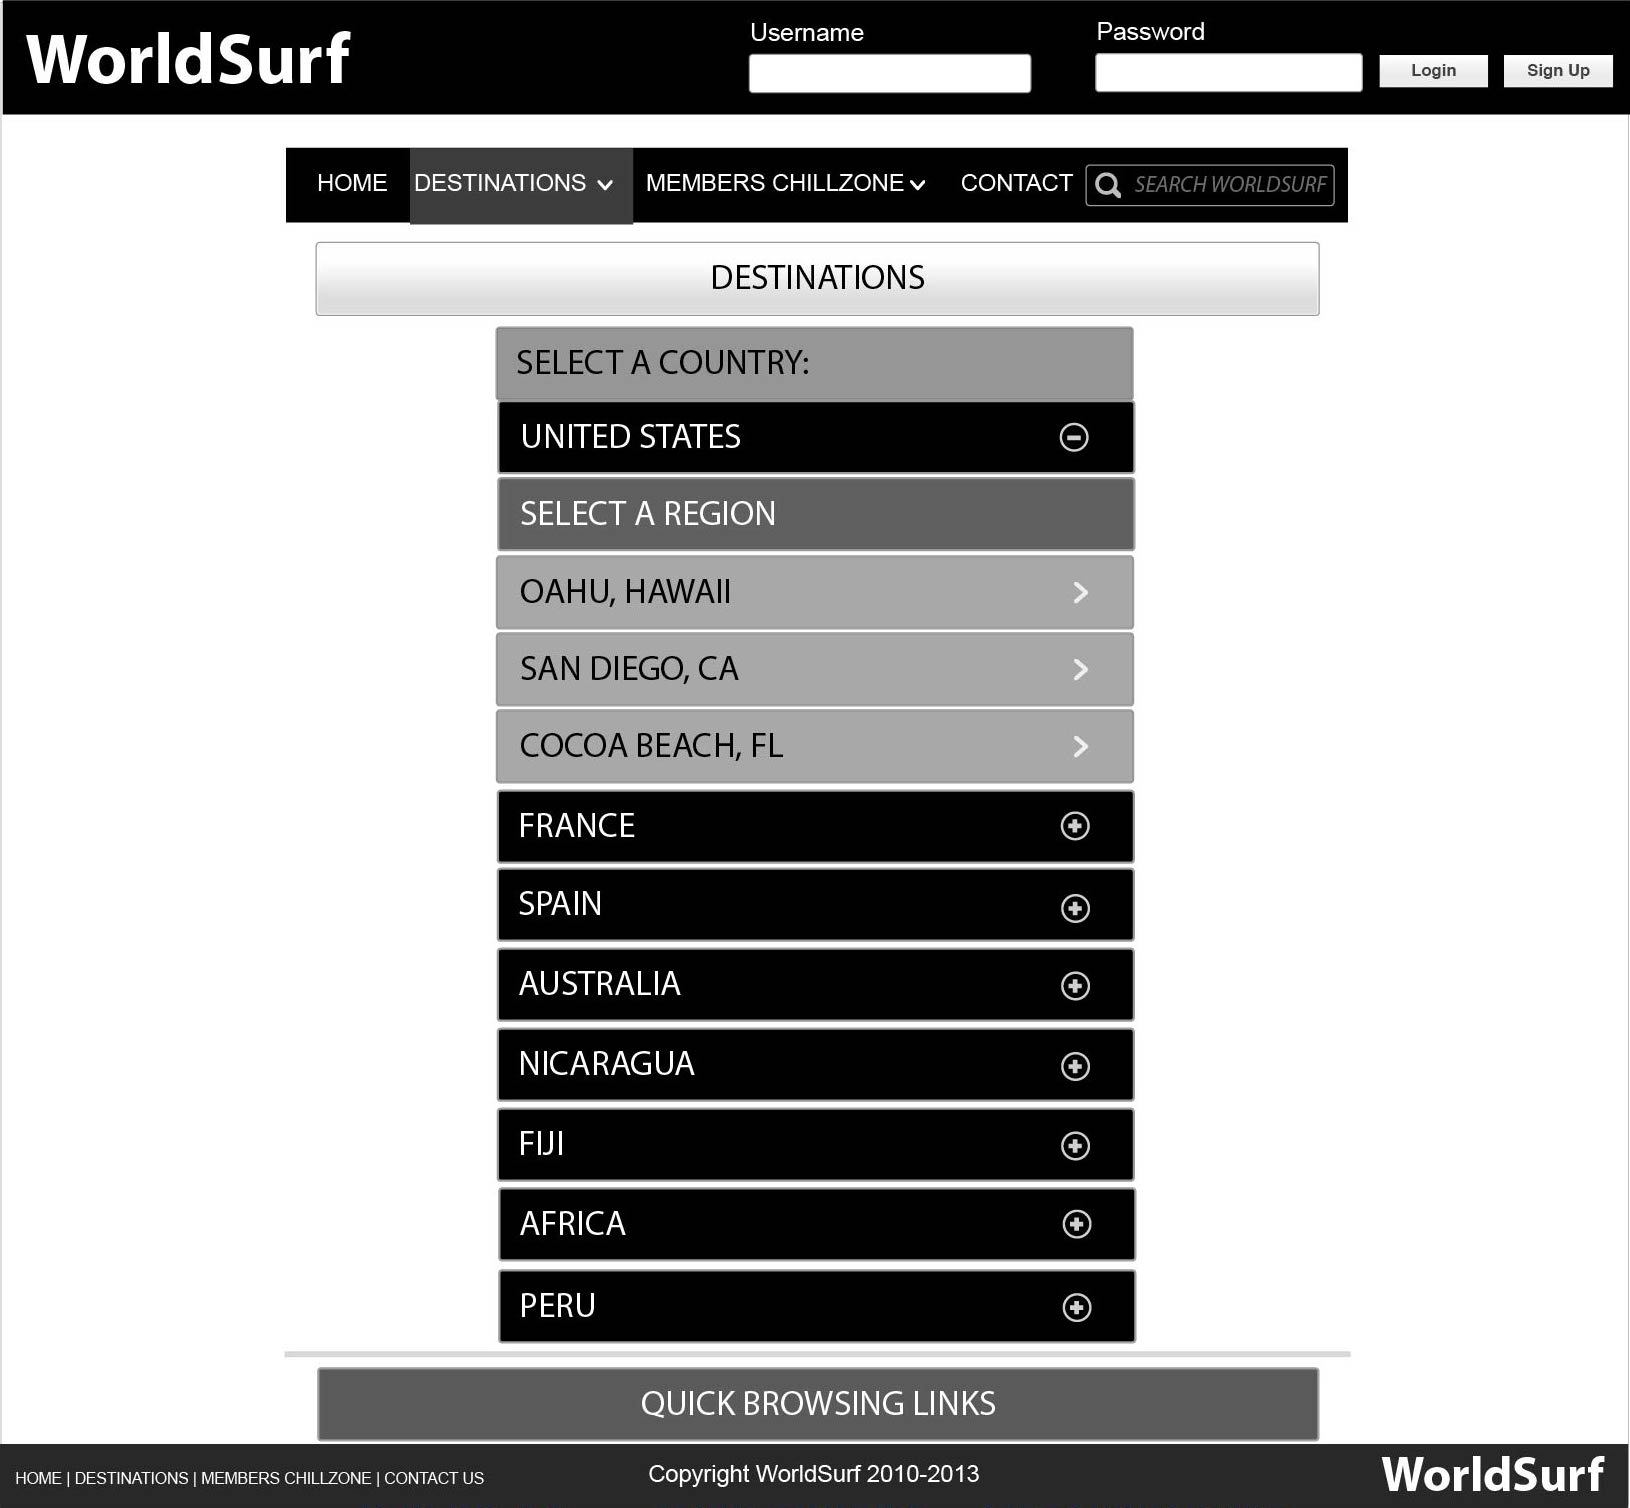 WorldSurf
Username
Password
Login
Sign Up
HOME DESTINATIONS MEMBERS CHILLZONE CONTACT SEARCH WORLDSURF
DESTINATIONS
SELECT A COUNTRY:
UNITED STATES
SELECT A REGION
OAHU, HAWAII
SAN DIEGO, CA
COCOA BEACH, FL
FRANCE
SPAIN
AUSTRALIA
NICARAGUA
FIJI
AFRICA
PERU
QUICK BROWSING LINKS
HOME | DESTINATIONS | MEMBERS CHILLZONE | CONTACT US
Copyright WorldSurf 2010-2013
WorldSurf